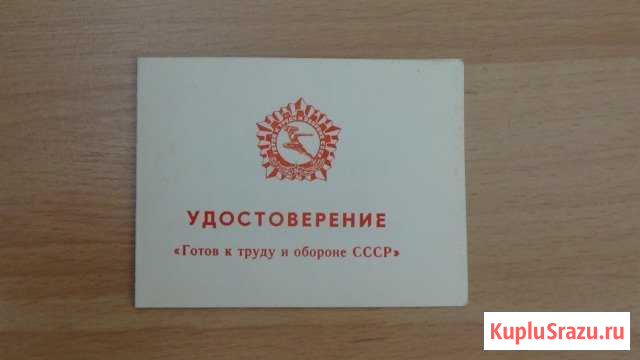 УДОСТОВЕРЕНИЕ
«Готов к труду и обороне СССР»
KupluSrazu.ru